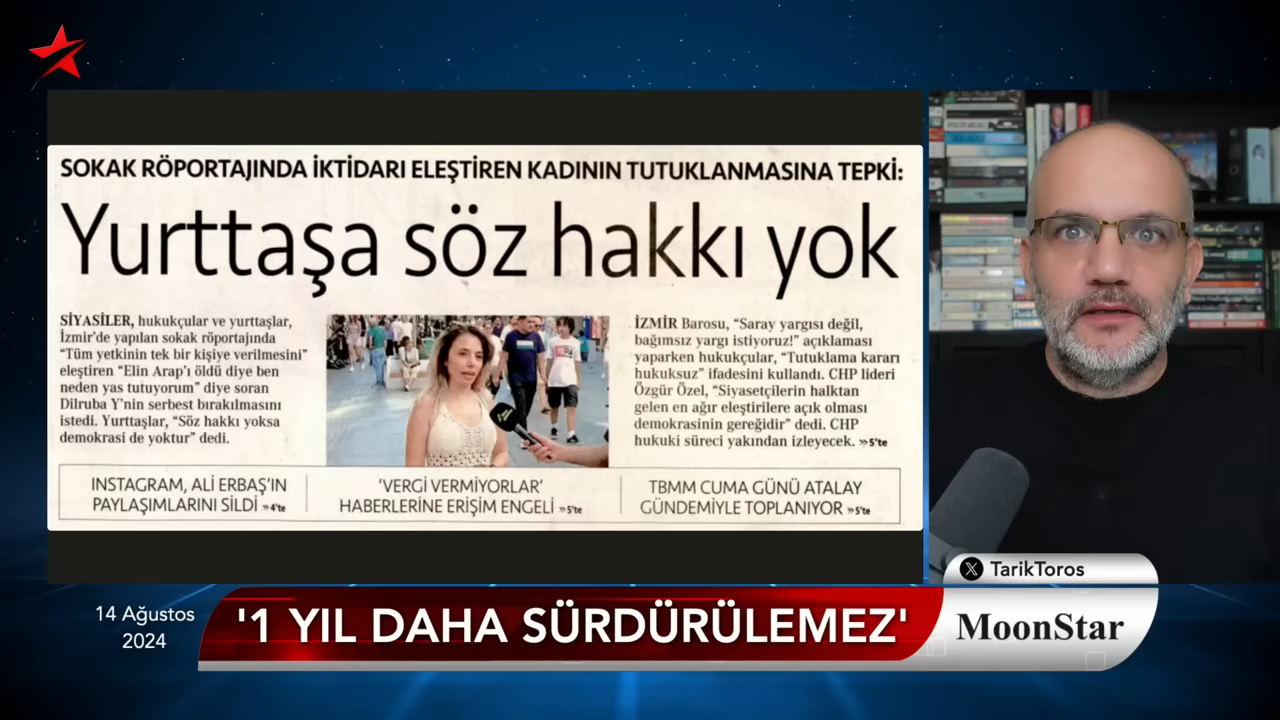 SOKAK RÖPORTAJINDA İKTİDARI ELEŞTİREN KADININ TUTUKLANMASINA TEPKİ:
Yurttaşa söz hakkı yok
SİYASİLER, hukukçular ve yurttaşlar,
İzmir'de yapılan sokak röportajında
“Tüm yetkinin tek bir kişiye verilmesini”
eleştiren “Elin Arap'ı öldü diye ben
neden yas tutuyorum” diye soran
Dilruba Y'nin serbest bırakılmasını
istedi. Yurttaşlar, “Söz hakkı yoksa
demokrasi de yoktur” dedi.
İZMİR Barosu, “Saray yargısı değil,
bağımsız yargı istiyoruz!” açıklaması
yaparken hukukçular, “Tutuklama kararı
hukuksuz” ifadesini kullandı. CHP lideri
Özgür Özel, “Siyasetçilerin halktan
gelen en ağır eleştirilere açık olması
demokrasinin gereğidir” dedi. CHP
hukuki süreci yakından izleyecek. »5'te
INSTAGRAM, ALİ ERBAŞ'IN
PAYLAŞIMLARINI SİLDİ »4'te
'VERGİ VERMİYORLAR'
HABERLERİNE ERİŞİM ENGELİ »5'te
TBMM CUMA GÜNÜ ATALAY
GÜNDEMİYLE TOPLANIYOR »5'te
X TarikToros
14 Ağustos
2024
'1 YIL DAHA SÜRDÜRÜLEMEZ'
MoonStar